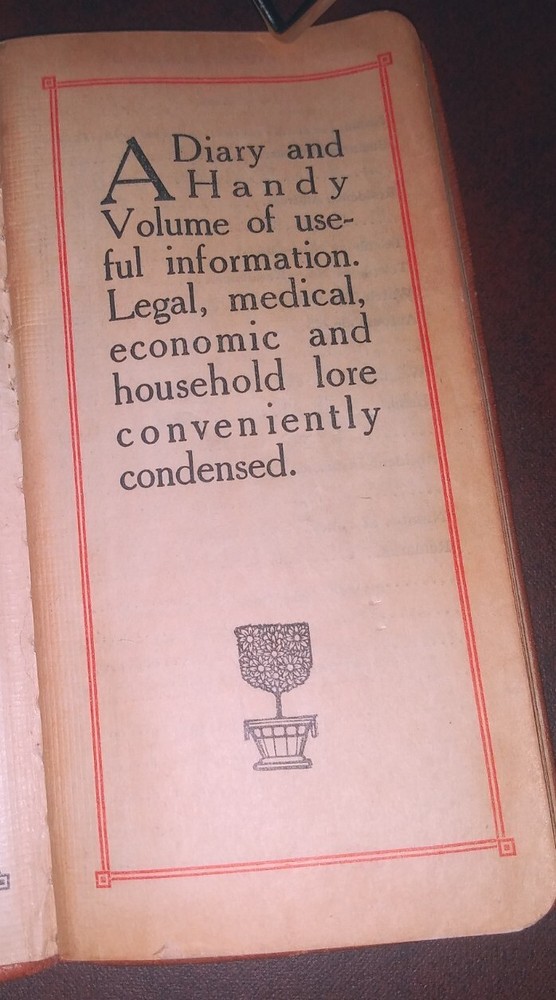 A Diary and
Handy
Volume of use-
ful information.
Legal, medical,
economic and
household lore
conveniently
condensed.